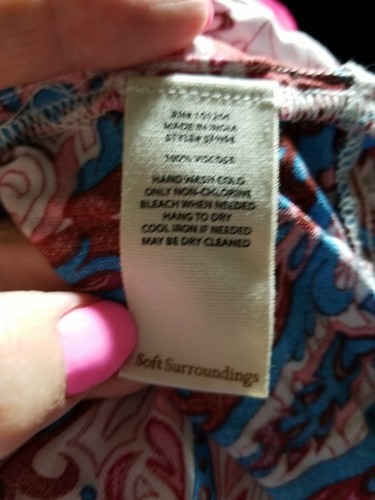 MADE IN INDIA
100% VISCOSE
HAND WASH COLD
ONLY NON-CHLORINE
BLEACH WHEN NEEDED
HANG TO DRY
COOL IRON IF NEEDED
MAY BE DRY CLEANED
Soft Surroundings